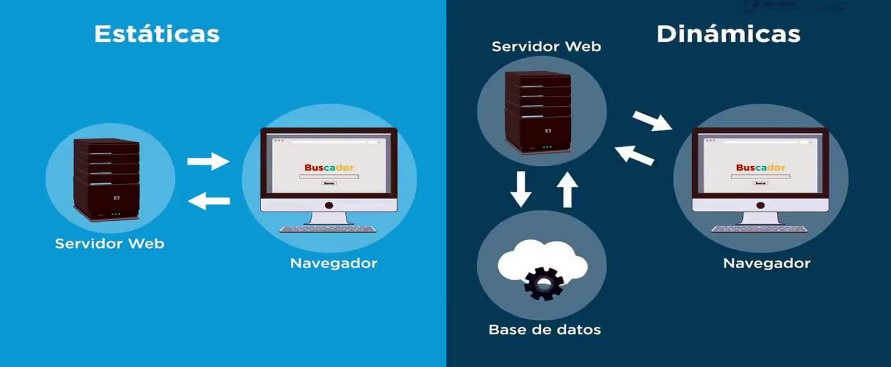 Estáticas
Servidor Web
Buscador
Navegador
Dinámicas
Servidor Web
Buscador
Navegador
Base de datos